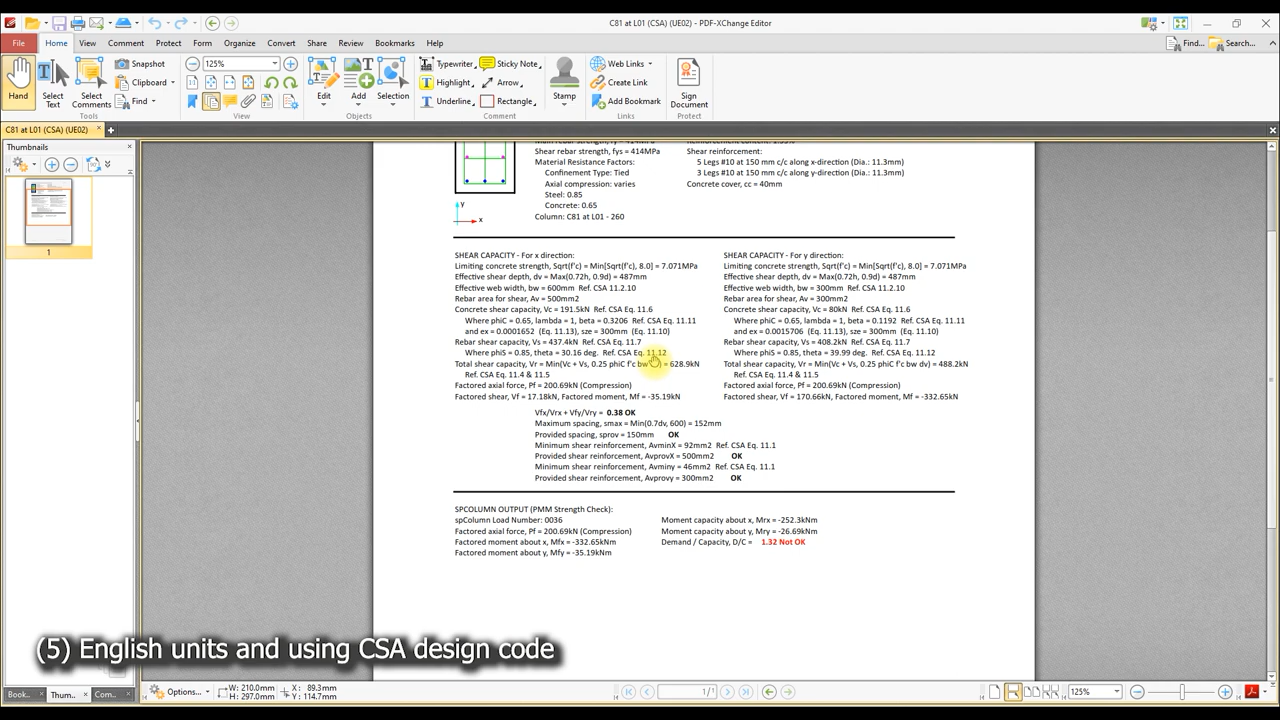 C81 at L01 (CSA) (UE02) - PDF-XChange Editor
File Home View Comment Protect Form Organize Convert Share Review Bookmarks Help
Find... Search...
Hand
Select Text
Select Comments
Snapshot
Clipboard
Find
Tools
125%
View
Edit
Add
Selection
Objects
Typewriter
Highlight
Underline
Sticky Note
Arrow
Rectangle
Stamp
Comment
Web Links
Create Link
Add Bookmark
Links
Sign Document
Protect
C81 at L01 (CSA) (UE02)
Thumbnails
1
Shear rebar strength, fys = 414MPa
Material Resistance Factors:
Confinement Type: Tied
Axial compression: varies
Steel: 0.85
Concrete: 0.65
Column: C81 at L01 - 260
Shear reinforcement:
5 Legs #10 at 150 mm c/c along x-direction (Dia.: 11.3mm)
3 Legs #10 at 150 mm c/c along y-direction (Dia.: 11.3mm)
Concrete cover, cc = 40mm
y
x
SHEAR CAPACITY - For x direction:
Limiting concrete strength, Sqrt(f'c) = Min[Sqrt(f'c), 8.0] = 7.071MPa
Effective shear depth, dv = Max(0.72h, 0.9d) = 487mm
Effective web width, bw = 600mm Ref. CSA 11.2.10
Rebar area for shear, Av = 500mm2
Concrete shear capacity, Vc = 191.5kN Ref. CSA Eq. 11.6
Where phiC = 0.65, lambda = 1, beta = 0.3206 Ref. CSA Eq. 11.11
and ex = 0.0001652 (Eq. 11.13), sze = 300mm (Eq. 11.10)
Rebar shear capacity, Vs = 437.4kN Ref. CSA Eq. 11.7
Where phiS = 0.85, theta = 30.16 deg. Ref. CSA Eq. 11.12
Total shear capacity, Vr = Min(Vc + Vs, 0.25 phiC f'c bw dv) = 628.9kN
Ref. CSA Eq. 11.4 & 11.5
Factored axial force, Pf = 200.69kN (Compression)
Factored shear, Vf = 17.18kN, Factored moment, Mf = -35.19kN
SHEAR CAPACITY - For y direction:
Limiting concrete strength, Sqrt(f'c) = Min[Sqrt(f'c), 8.0] = 7.071MPa
Effective shear depth, dv = Max(0.72h, 0.9d) = 487mm
Effective web width, bw = 300mm Ref. CSA 11.2.10
Rebar area for shear, Av = 300mm2
Concrete shear capacity, Vc = 80kN Ref. CSA Eq. 11.6
Where phiC = 0.65, lambda = 1, beta = 0.1192 Ref. CSA Eq. 11.11
and ex = 0.0015706 (Eq. 11.13), sze = 300mm (Eq. 11.10)
Rebar shear capacity, Vs = 408.2kN Ref. CSA Eq. 11.7
Where phiS = 0.85, theta = 39.99 deg. Ref. CSA Eq. 11.12
Total shear capacity, Vr = Min(Vc + Vs, 0.25 phiC f'c bw dv) = 488.2kN
Ref. CSA Eq. 11.4 & 11.5
Factored axial force, Pf = 200.69kN (Compression)
Factored shear, Vf = 170.66kN, Factored moment, Mf = -332.65kN
Vfx/Vrx + Vfy/Vry = 0.38 OK
Maximum spacing, smax = Min(0.7dv, 600) = 152mm
Provided spacing, sprov = 150mm OK
Minimum shear reinforcement, AvminX = 92mm2 Ref. CSA Eq. 11.1
Provided shear reinforcement, AvprovX = 500mm2 OK
Minimum shear reinforcement, Avminy = 46mm2 Ref. CSA Eq. 11.1
Provided shear reinforcement, Avprovy = 300mm2 OK
SPCOLUMN OUTPUT (PMM Strength Check):
spColumn Load Number: 0036
Factored axial force, Pf = 200.69kN (Compression)
Factored moment about x, Mfx = -332.65kNm
Factored moment about y, Mfy = -35.19kNm
Moment capacity about x, Mrx = -252.3kNm
Moment capacity about y, Mry = -26.69kNm
Demand / Capacity, D/C = 1.32 Not OK
(5) English units and using CSA design code
Book... Thum... Com...
Options...
W: 210.0mm
H: 297.0mm
X: 89.3mm
Y: 114.7mm
1/1
125%